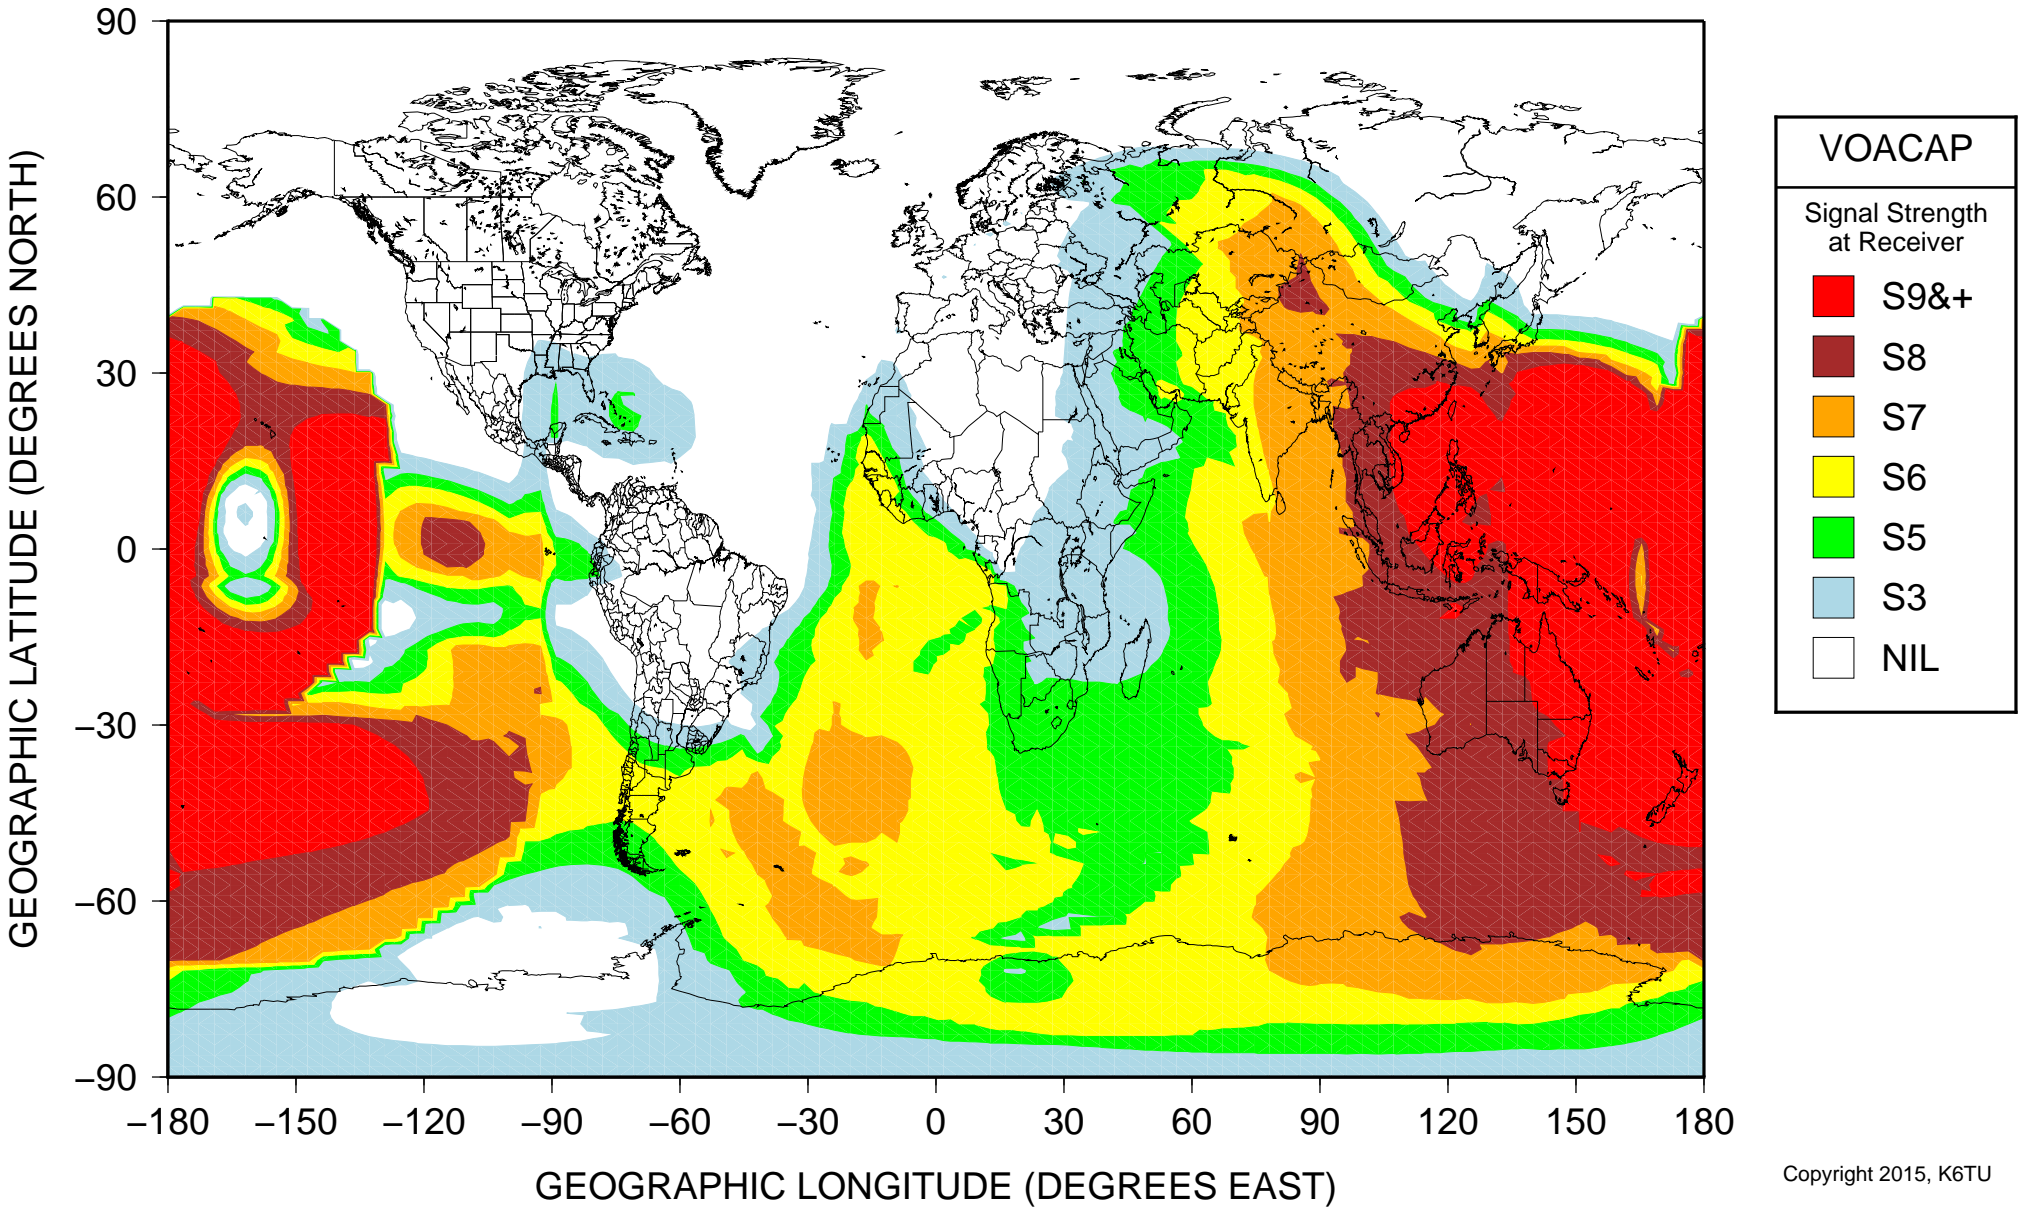 90
60
30
0
−30
−60
−90
GEOGRAPHIC LATITUDE (DEGREES NORTH)
−180 −150 −120 −90 −60 −30 0 30 60 90 120 150 180
GEOGRAPHIC LONGITUDE (DEGREES EAST)
VOACAP
Signal Strength
at Receiver
S9&+
S8
S7
S6
S5
S3
NIL
Copyright 2015, K6TU